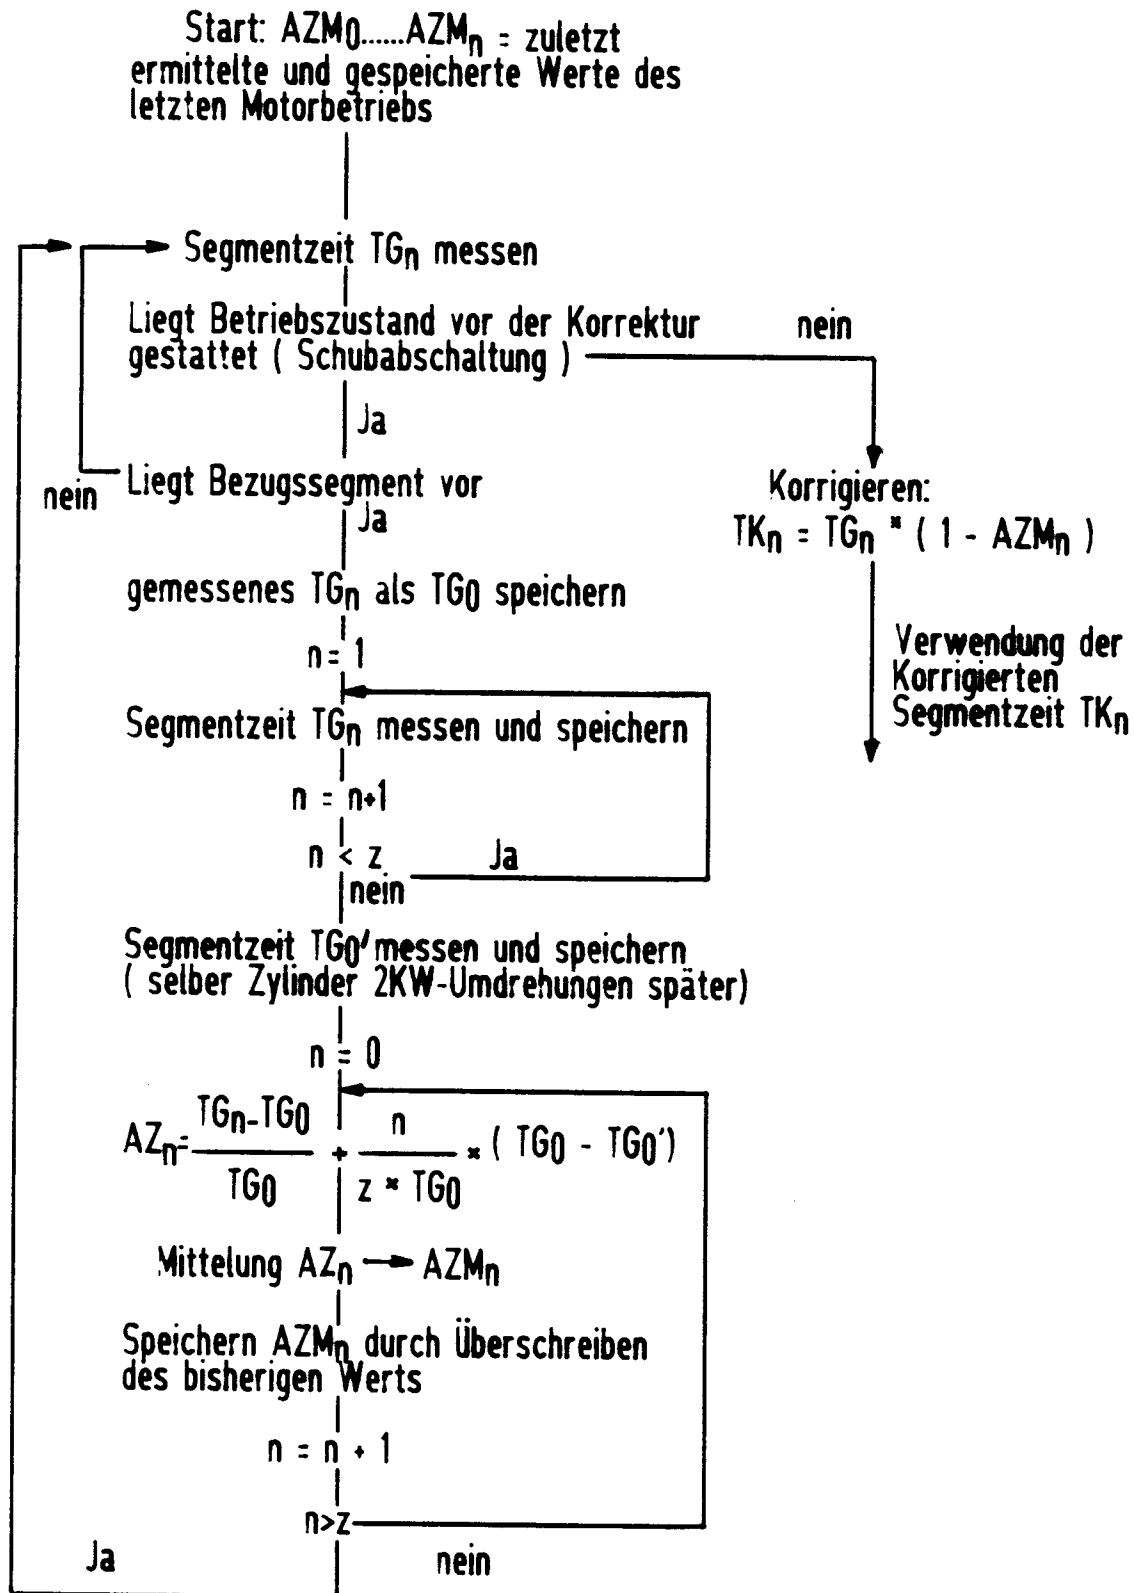 Start: AZM0......AZMn = zuletzt
ermittelte und gespeicherte Werte des
letzten Motorbetriebs
Segmentzeit TGn messen
Liegt Betriebszustand vor der Korrektur
gestattet ( Schubabschaltung )
nein
Ja
Liegt Bezugssegment vor
nein
Ja
Korrigieren:
TKn = TGn * ( 1 - AZMn )
gemessenes TGn als TG0 speichern
n = 1
Verwendung der
Korrigierten
Segmentzeit TKn
Segmentzeit TGn messen und speichern
n = n+1
n < z
Ja
nein
Segmentzeit TG0' messen und speichern
( selber Zylinder 2KW-Umdrehungen später)
n = 0
AZn= TGn-TG0 / TG0 + n / z * TG0 * ( TG0 - TG0')
Mittelung AZn → AZMn
Speichern AZMn durch Überschreiben
des bisherigen Werts
n = n + 1
n>z
Ja
nein